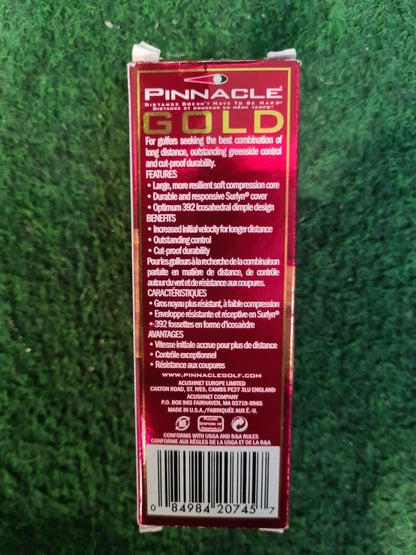 PINNACLE®
DISTANCE DOESN'T HAVE TO BE HARD®
DISTANCE ET DOUCEUR EN MÊME TEMPS™
GOLD
For golfers seeking the best combination of
long distance, outstanding greenside control
and cut-proof durability.
FEATURES
• Large, more resilient soft compression core
• Durable and responsive Surlyn® cover
• Optimum 392 Icosahedral dimple design
BENEFITS
• Increased initial velocity for longer distance
• Outstanding control
• Cut-proof durability
Pour les golfeurs à la recherche de la combinaison
parfaite en matière de distance, de contrôle
autour du vert et de résistance aux coupures.
CARACTÉRISTIQUES
• Gros noyau plus résistant, à faible compression
• Enveloppe résistante et réceptive en Surlyn®
• 392 fossettes en forme d'icosaèdre
AVANTAGES
• Vitesse initiale accrue pour plus de distance
• Contrôle exceptionnel
• Résistance aux coupures
WWW.PINNACLEGOLF.COM
ACUSHNET EUROPE LIMITED
CAXTON ROAD, ST. IVES, CAMBS PE27 3LU ENGLAND
ACUSHNET COMPANY
P.O. BOX 965 FAIRHAVEN, MA 02719-0965
MADE IN U.S.A./FABRIQUÉE AUX É.-U.
PLEASE
DISPOSE OF
PROPERLY
CONFORMS WITH USGA AND R&A RULES
CONFORME AUX RÈGLES DE LA USGA ET DE LA R&A
0 84984 20745 7